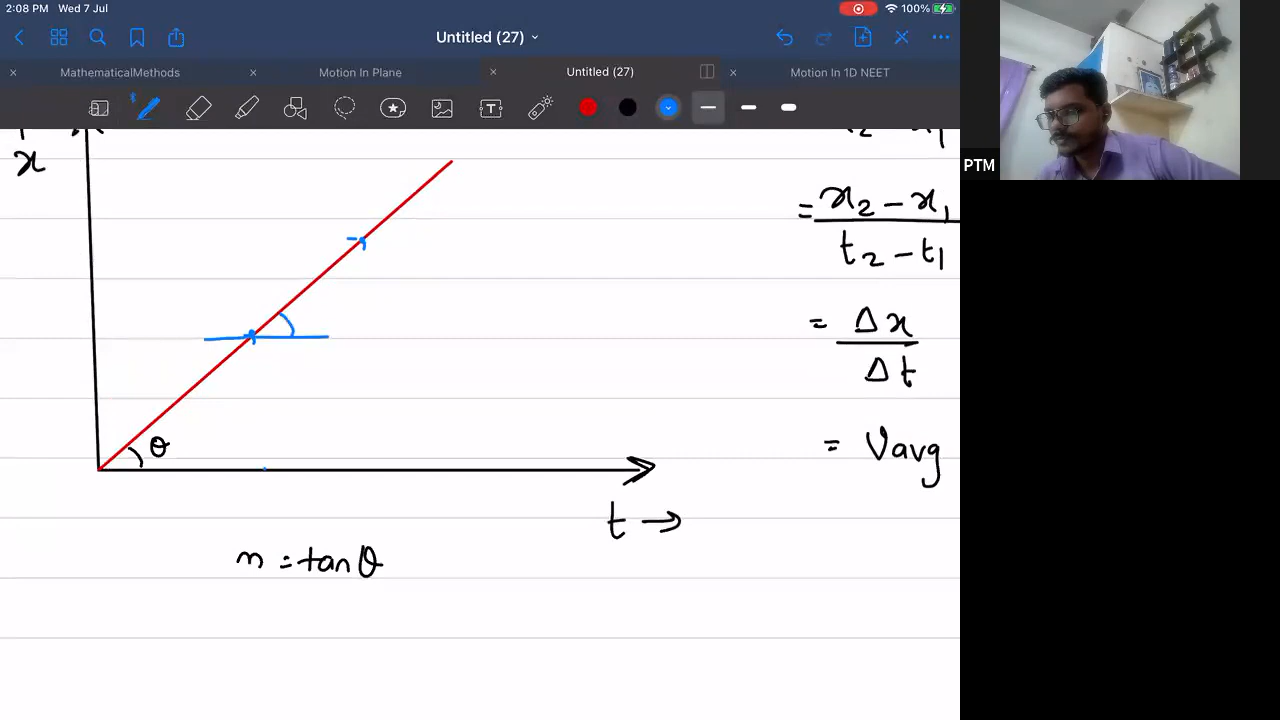 2:08 PM Wed 7 Jul
100%
Untitled (27)
MathematicalMethods
Motion In Plane
Untitled (27)
Motion In 1D NEET
T
PTM
x
= x₂ - x₁
t₂ - t₁
= Δx
Δt
= Vavg
θ
t →
m = tanθ